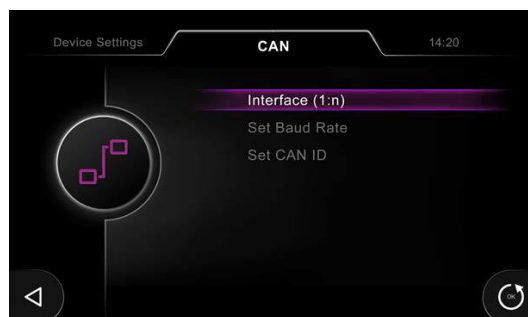 Device Settings
CAN
14:20
Interface (1:n)
Set Baud Rate
Set CAN ID
OK